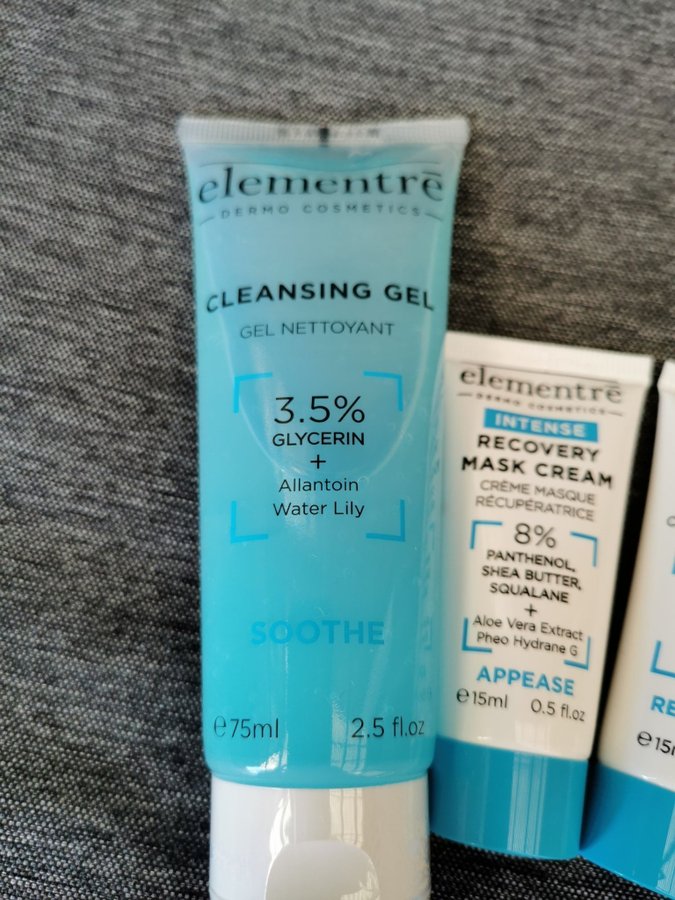 elementrē
DERMO COSMETICS
CLEANSING GEL
GEL NETTOYANT
3.5%
GLYCERIN
+
Allantoin
Water Lily
SOOTHE
℮75ml 2.5 fl.oz
elementrē
DERMO COSMETICS
INTENSE
RECOVERY
MASK CREAM
CRÈME MASQUE
RÉCUPÉRATRICE
8%
PANTHENOL,
SHEA BUTTER,
SQUALANE
+
Aloe Vera Extract
Pheo Hydrane G
APPEASE
℮15ml 0.5 fl.oz
RE
℮15